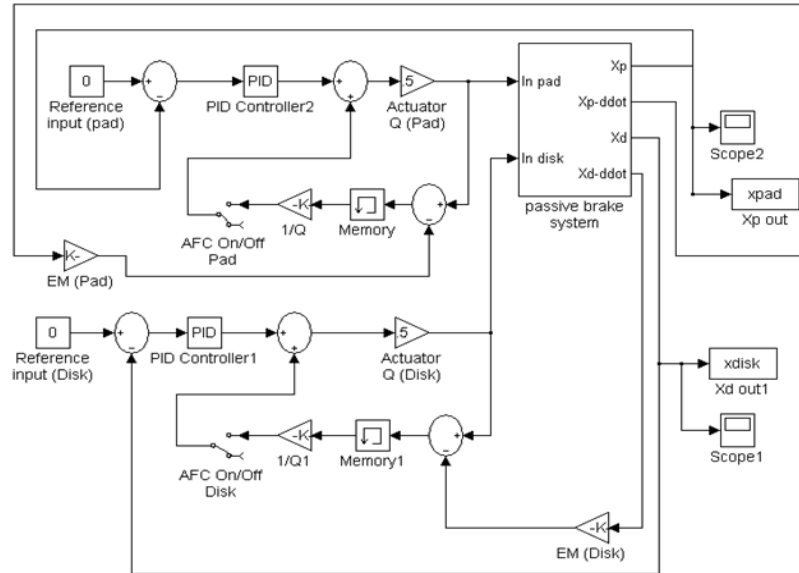 0
Reference
input (pad)
+
-
PID
PID Controller2
+
+
.5
Actuator
Q (Pad)
In pad
In disk
Xp
Xp-ddot
Xd
Xd-ddot
passive brake
system
Scope2
xpad
Xp out
AFC On/Off
Pad
-K
1/Q
Memory
+
-
K-
EM (Pad)
0
Reference
input (Disk)
+
-
PID
PID Controller1
+
+
.5
Actuator
Q (Disk)
xdisk
Xd out1
Scope1
AFC On/Off
Disk
-K
1/Q1
Memory1
+
-
-K
EM (Disk)